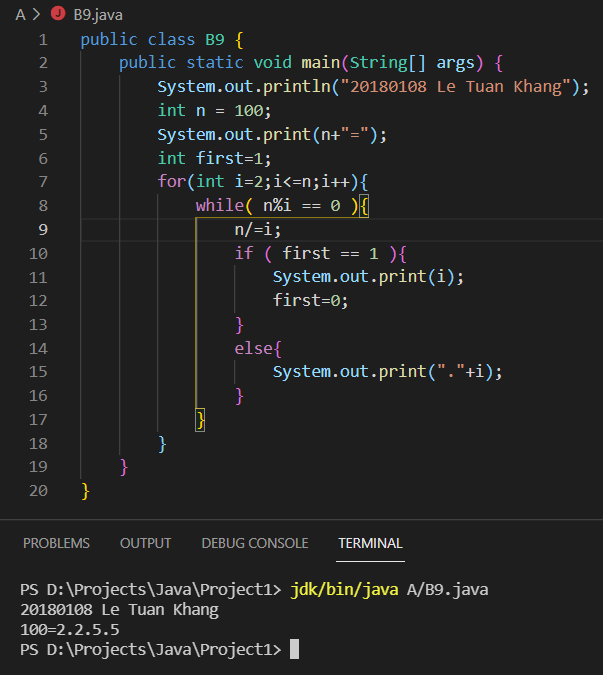 A > J B9.java
1 public class B9 {
2 public static void main(String[] args) {
3 System.out.println("20180108 Le Tuan Khang");
4 int n = 100;
5 System.out.print(n+"=");
6 int first=1;
7 for(int i=2;i<=n;i++){
8 while( n%i == 0 ){
9 n/=i;
10 if ( first == 1 ){
11 System.out.print(i);
12 first=0;
13 }
14 else{
15 System.out.print("."+i);
16 }
17 }
18 }
19 }
20 }
PROBLEMS OUTPUT DEBUG CONSOLE TERMINAL
PS D:\Projects\Java\Project1> jdk/bin/java A/B9.java
20180108 Le Tuan Khang
100=2.2.5.5
PS D:\Projects\Java\Project1>